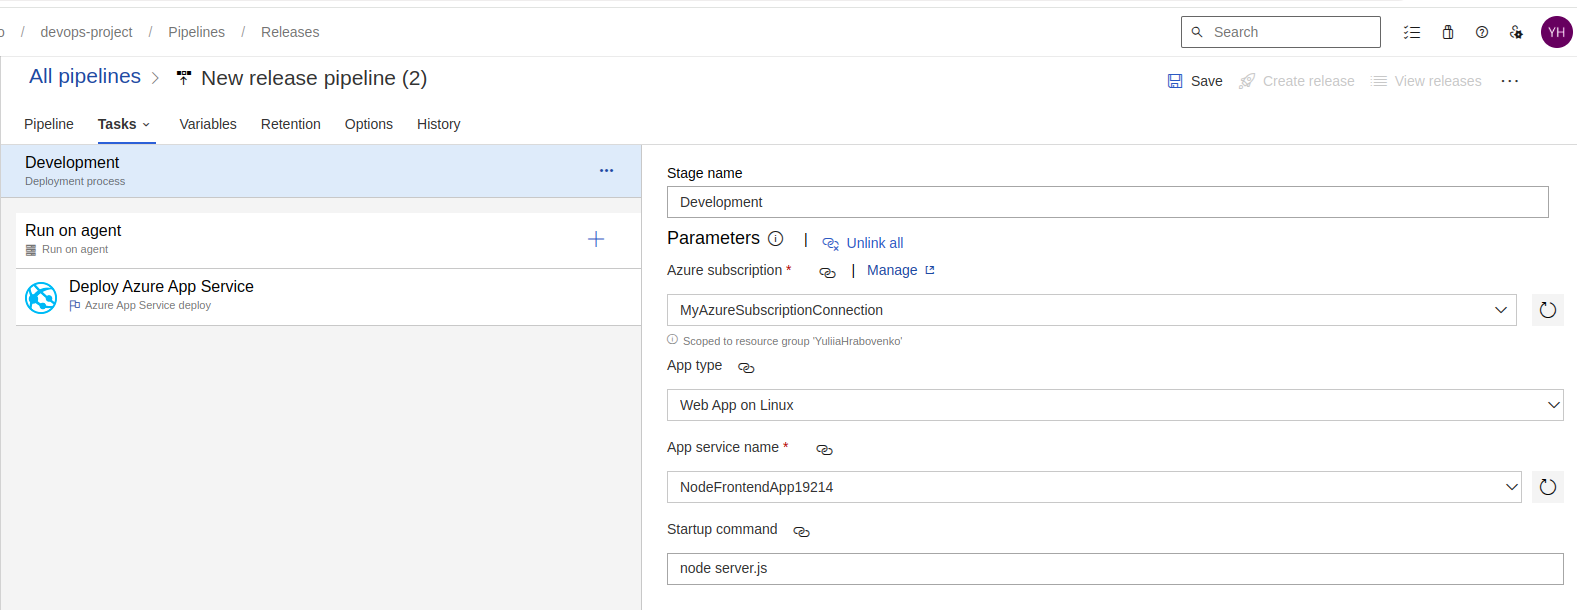 / devops-project / Pipelines / Releases
Search
YH
All pipelines > New release pipeline (2)
Save Create release View releases ...
Pipeline Tasks Variables Retention Options History
Development
Deployment process
Run on agent
Run on agent
Deploy Azure App Service
Azure App Service deploy
Stage name
Development
Parameters | Unlink all
Azure subscription * | Manage
MyAzureSubscriptionConnection
Scoped to resource group 'YuliiaHrabovenko'
App type
Web App on Linux
App service name *
NodeFrontendApp19214
Startup command
node server.js